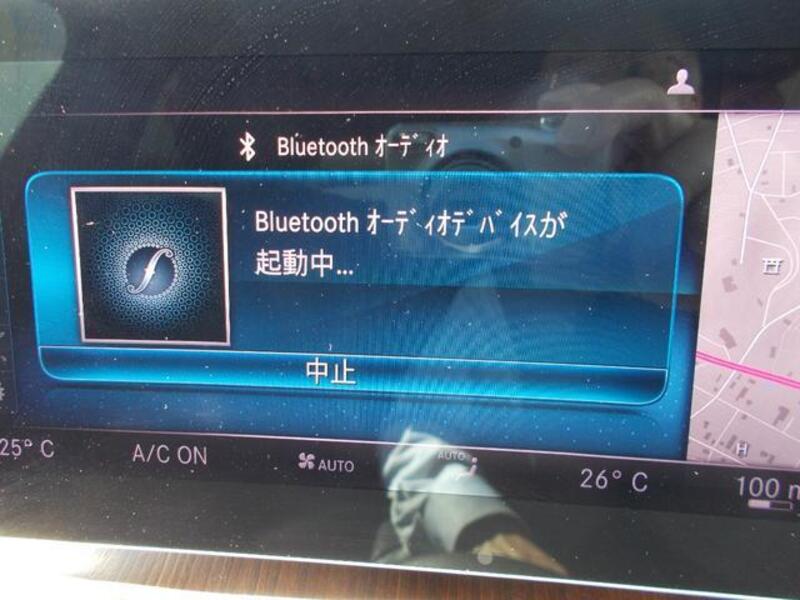 Bluetooth オーディオ
Bluetooth オーディオデバイスが
起動中...
中止
25° C
A/C ON
AUTO
AUTO
26° C
100 m
H